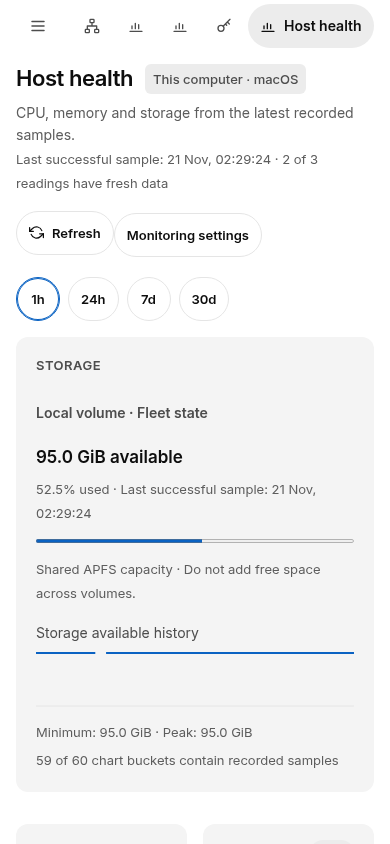 Host health
Host health
This computer · macOS
CPU, memory and storage from the latest recorded
samples.
Last successful sample: 21 Nov, 02:29:24 · 2 of 3
readings have fresh data
Refresh
Monitoring settings
1h
24h
7d
30d
STORAGE
Local volume · Fleet state
95.0 GiB available
52.5% used · Last successful sample: 21 Nov,
02:29:24
Shared APFS capacity · Do not add free space
across volumes.
Storage available history
Minimum: 95.0 GiB · Peak: 95.0 GiB
59 of 60 chart buckets contain recorded samples